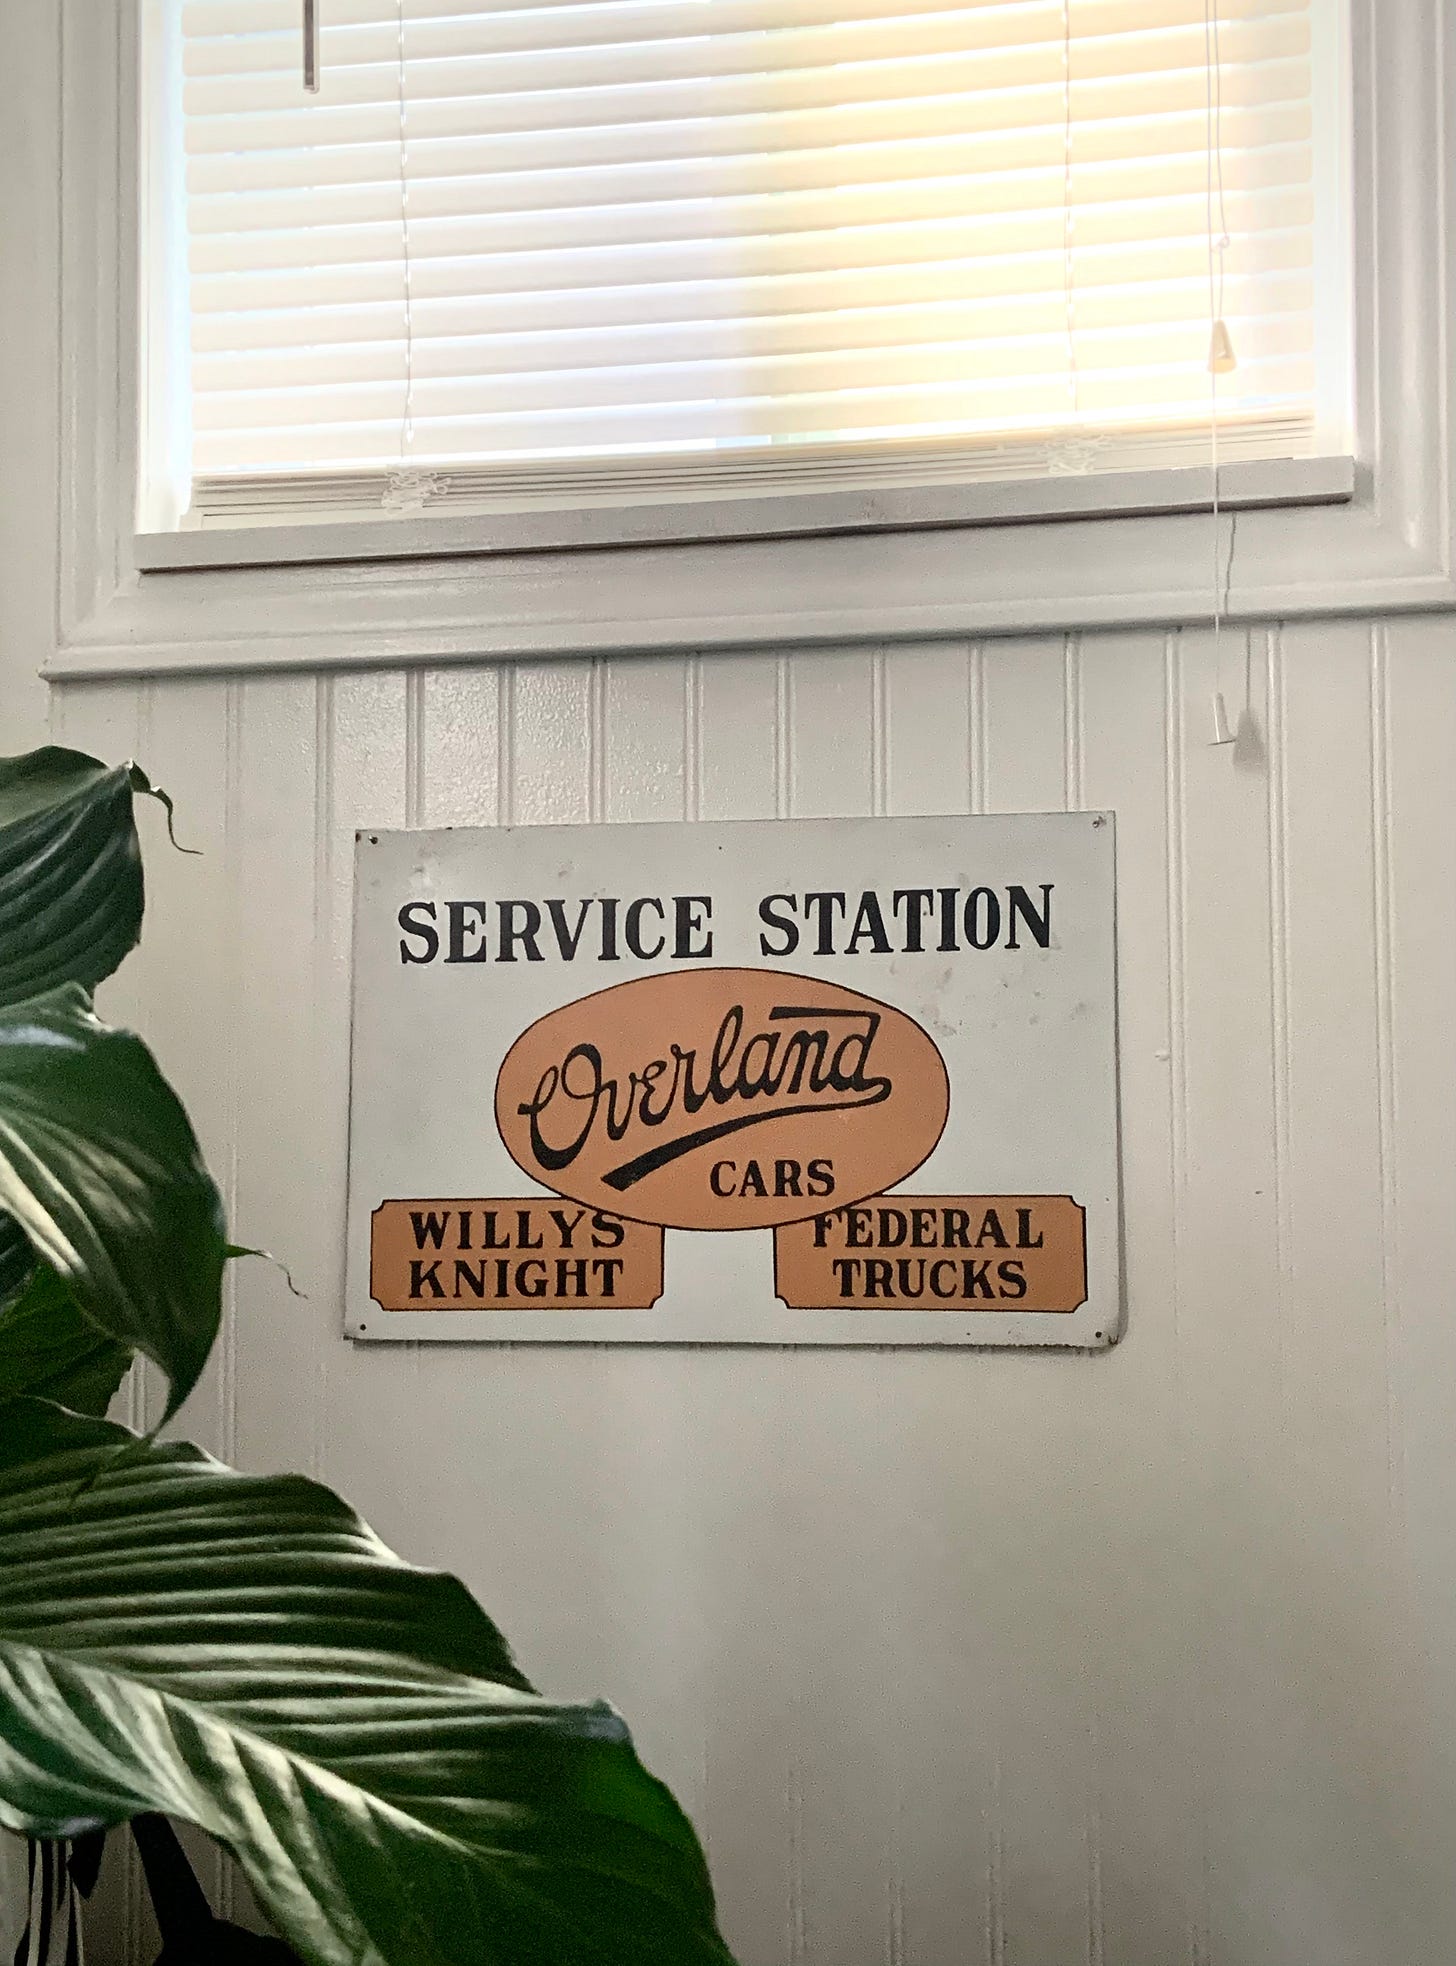 SERVICE STATION
Overland
CARS
WILLYS
KNIGHT
FEDERAL
TRUCKS